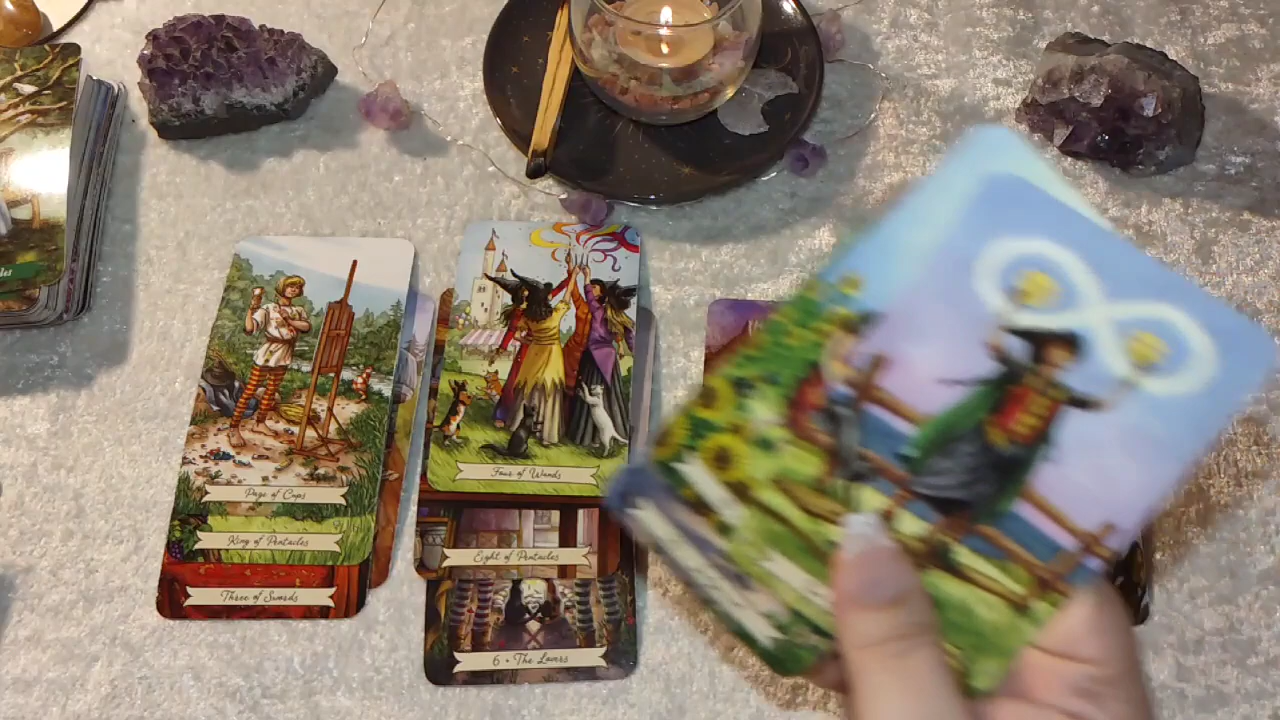 Page of Cups
King of Pentacles
Three of Swords
Four of Wands
Eight of Pentacles
6 • The Lovers